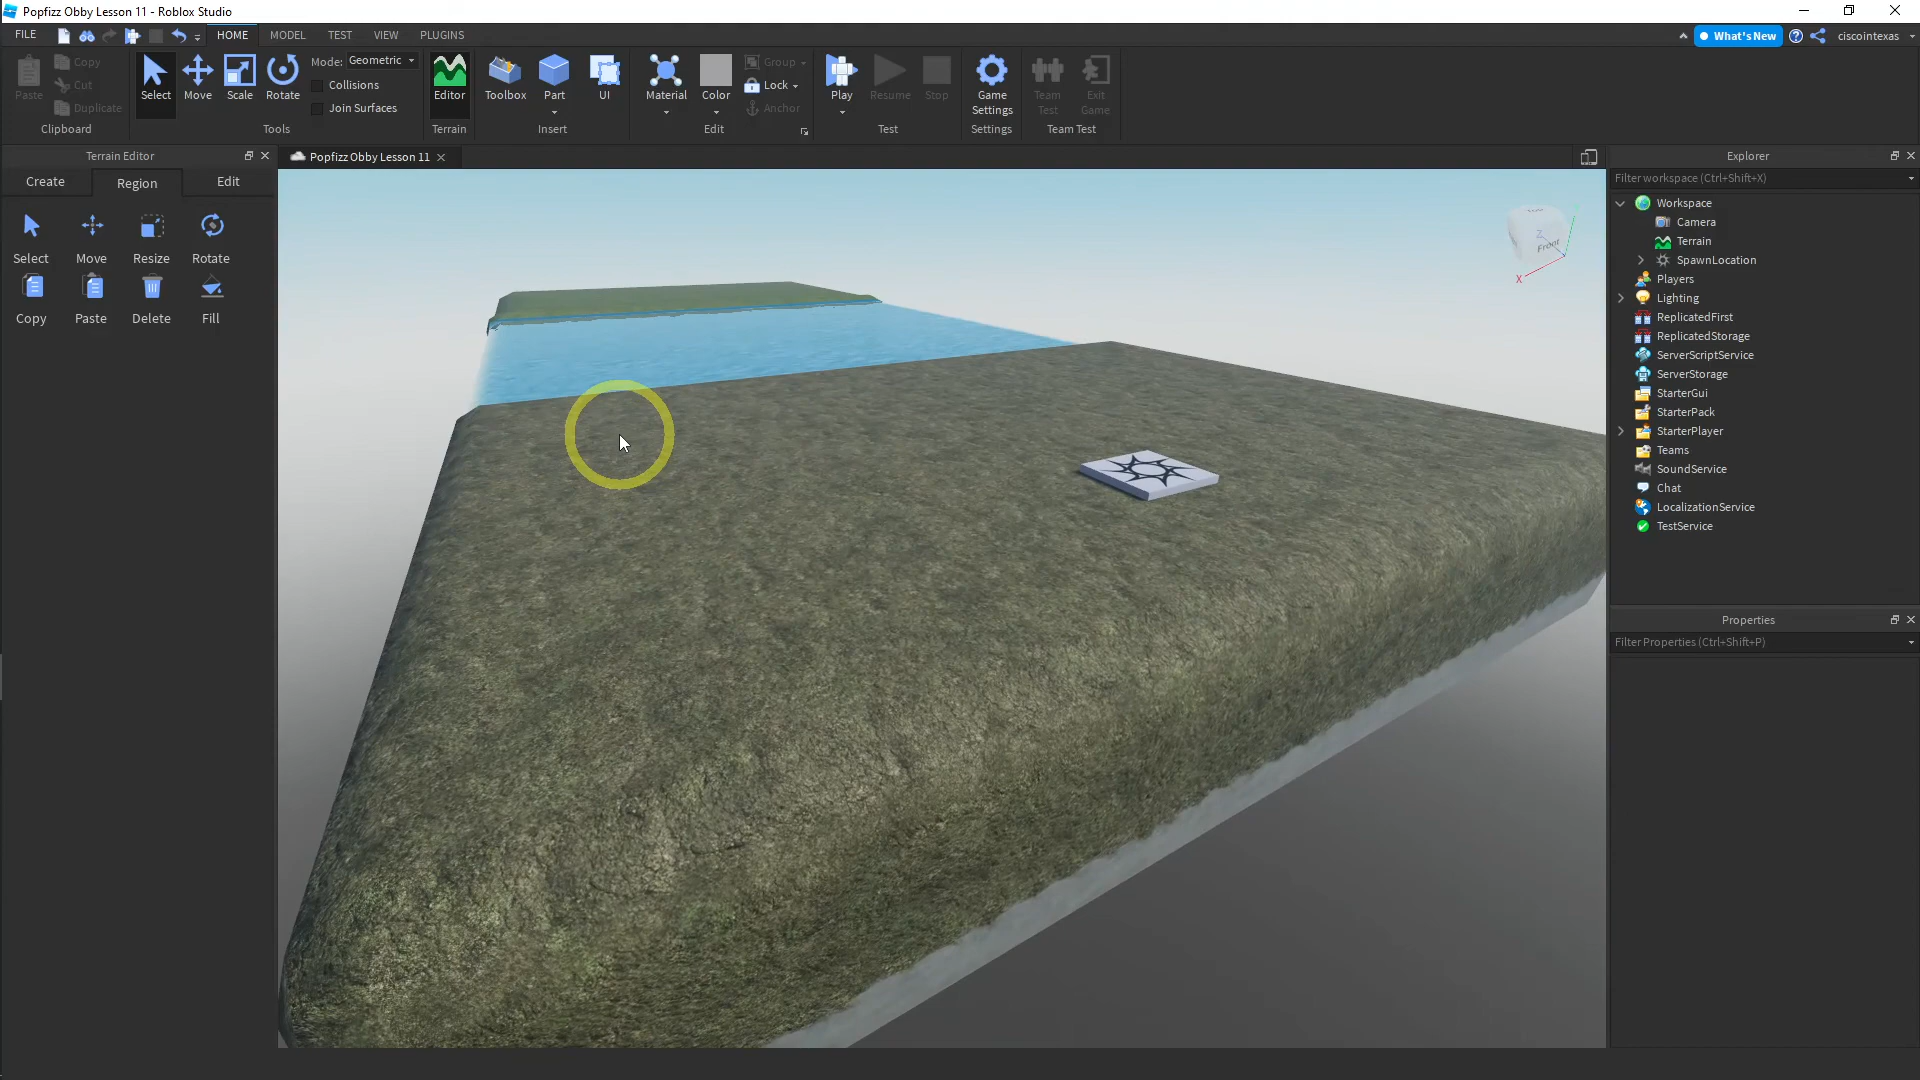 Popfizz Obby Lesson 11 - Roblox Studio
FILE HOME MODEL TEST VIEW PLUGINS What's New ciscointexas
Paste Copy Cut Duplicate Clipboard
Select Move Scale Rotate Mode: Geometric Collisions Join Surfaces Tools
Editor Terrain
Toolbox Part UI Insert
Material Color Group Lock Anchor Edit
Play Resume Stop Test
Game Settings Settings
Team Test Exit Game Team Test
Terrain Editor
Create Region Edit
Select Move Resize Rotate
Copy Paste Delete Fill
Popfizz Obby Lesson 11
Z
Front
X
Explorer
Filter workspace (Ctrl+Shift+X)
Workspace
Camera
Terrain
SpawnLocation
Players
Lighting
ReplicatedFirst
ReplicatedStorage
ServerScriptService
ServerStorage
StarterGui
StarterPack
StarterPlayer
Teams
SoundService
Chat
LocalizationService
TestService
Properties
Filter Properties (Ctrl+Shift+P)